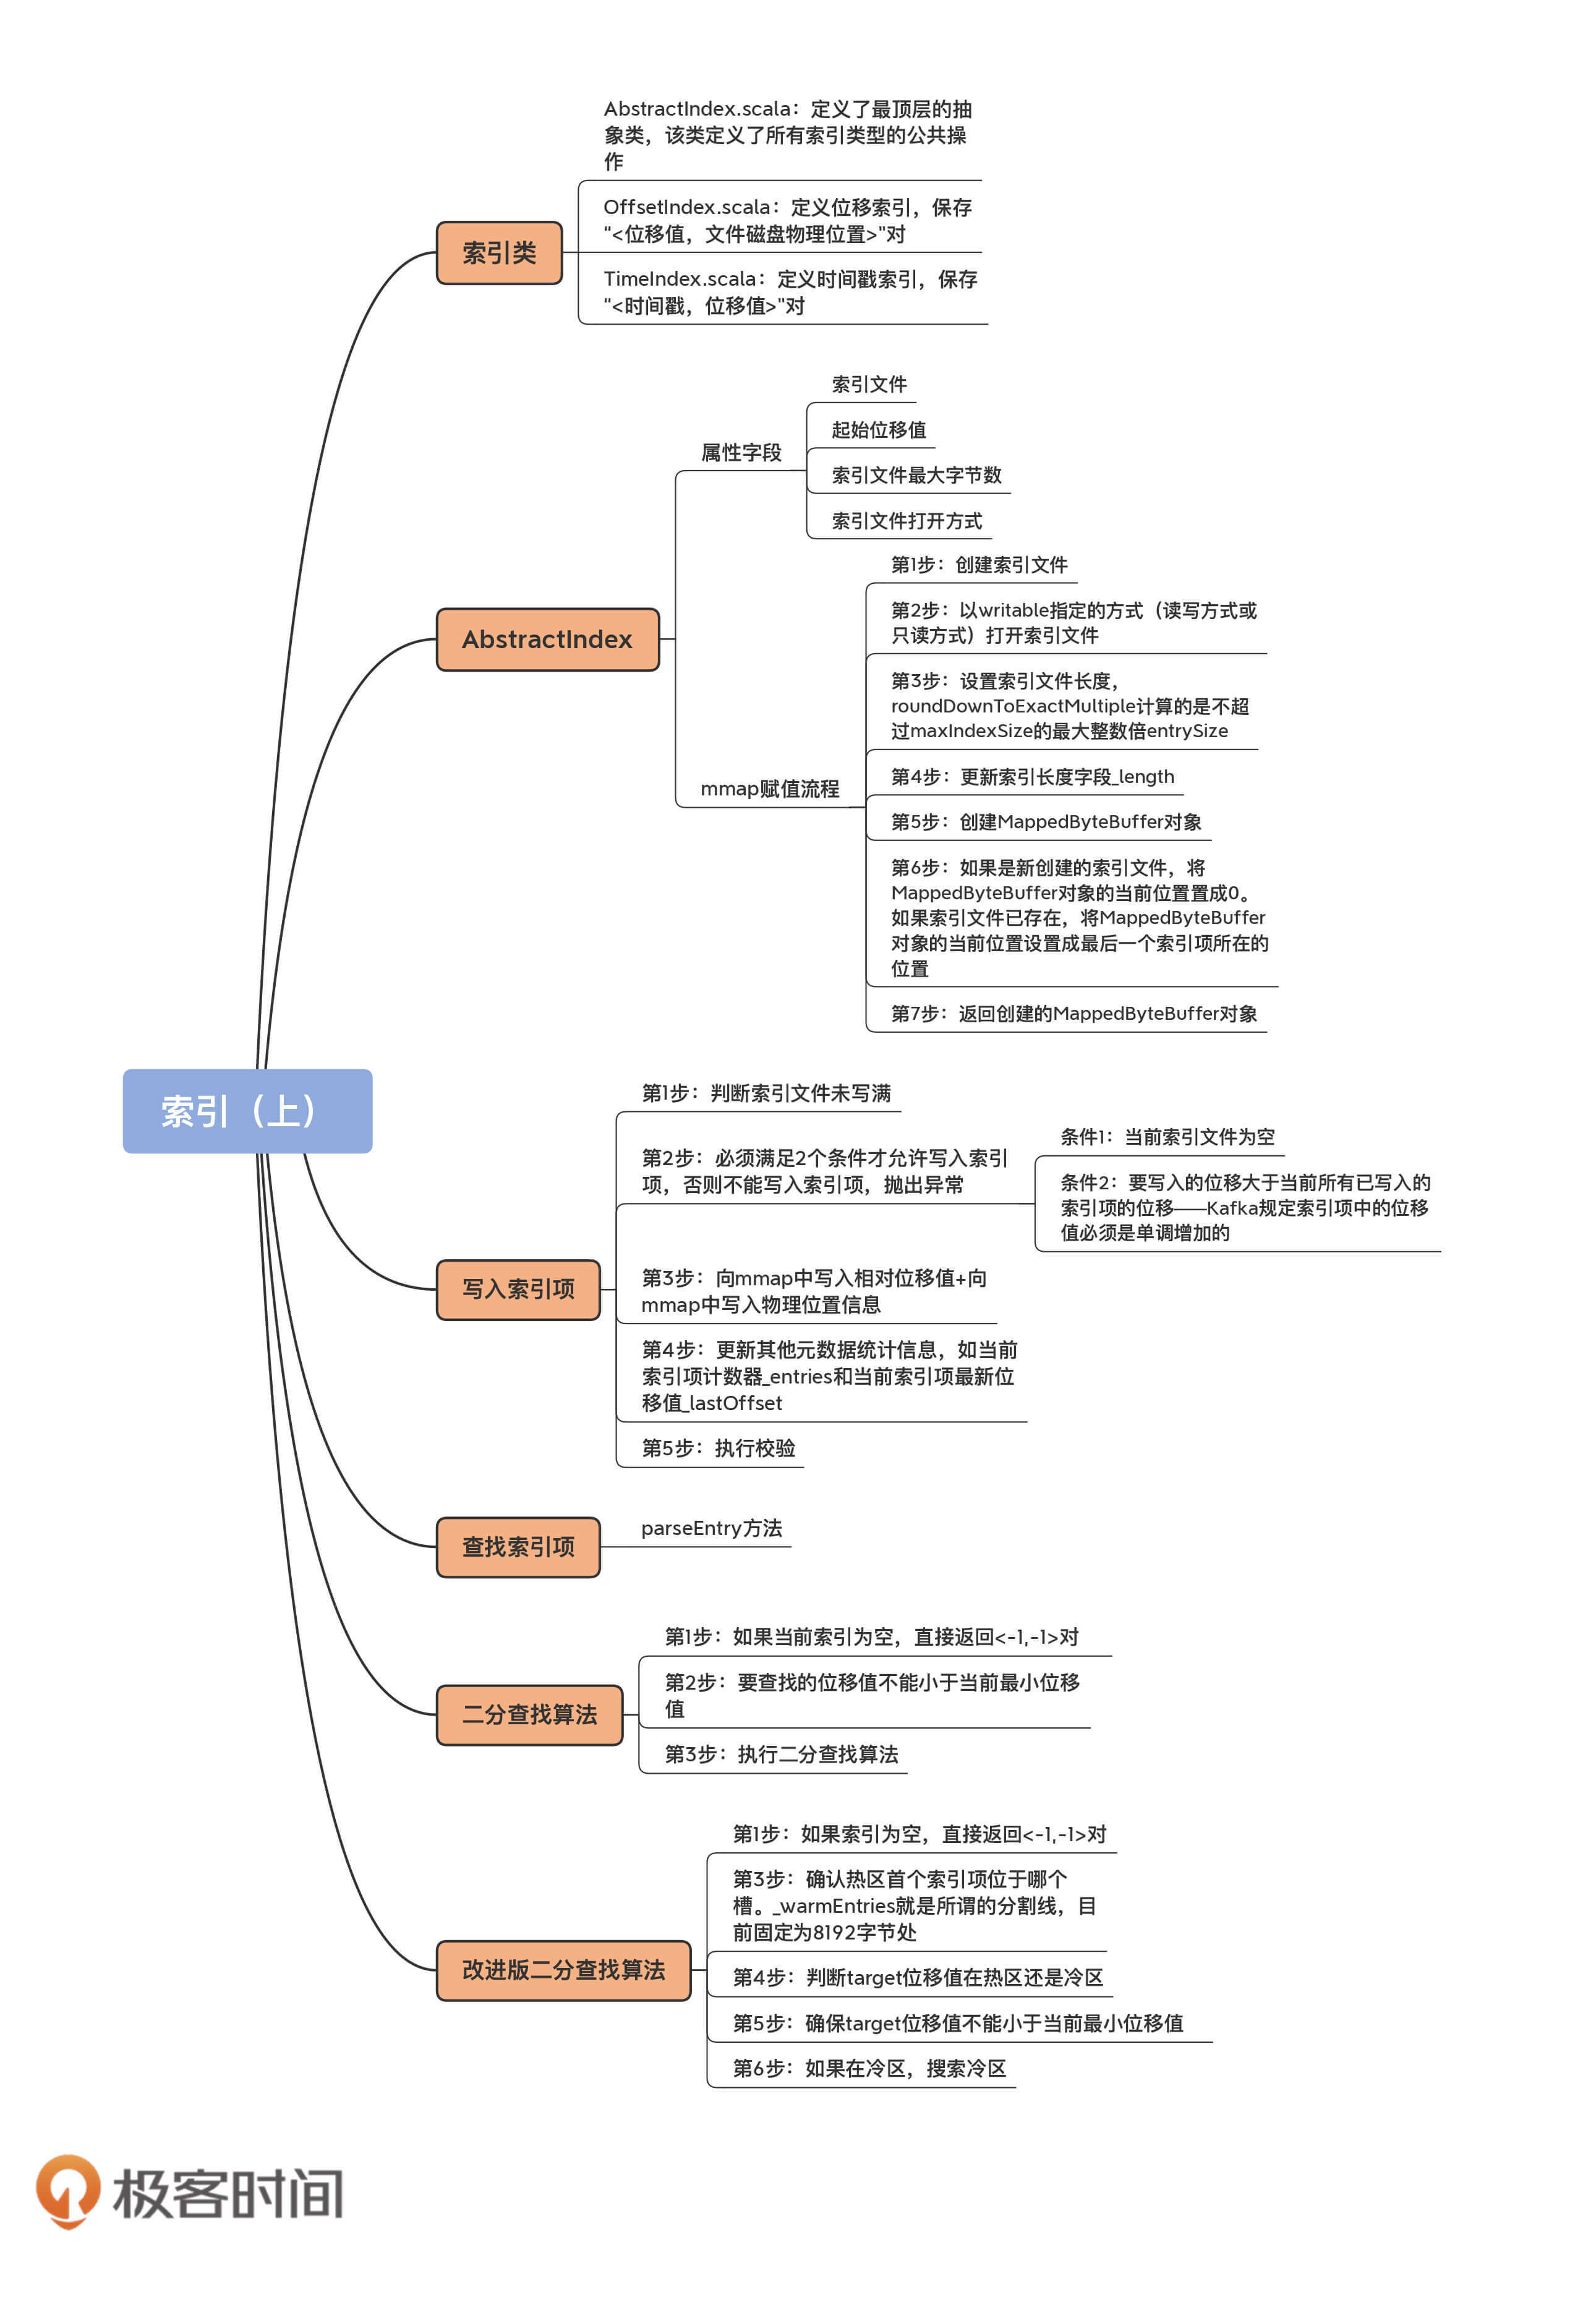 AbstractIndex.scala：定义了最顶层的抽
象类，该类定义了所有索引类型的公共操
作
OffsetIndex.scala：定义位移索引，保存
“<位移值，文件磁盘物理位置>”对
TimeIndex.scala：定义时间戳索引，保存
“<时间戳，位移值>”对
索引类
索引文件
起始位移值
索引文件最大字节数
索引文件打开方式
属性字段
AbstractIndex
第1步：创建索引文件
第2步：以writable指定的方式（读写方式或
只读方式）打开索引文件
第3步：设置索引文件长度，
roundDownToExactMultiple计算的是不超
过maxIndexSize的最大整数倍entrySize
mmap赋值流程
第4步：更新索引长度字段_length
第5步：创建MappedByteBuffer对象
第6步：如果是新创建的索引文件，将
MappedByteBuffer对象的当前位置置成0。
如果索引文件已存在，将MappedByteBuffer
对象的当前位置设置成最后一个索引项所在的
位置
第7步：返回创建的MappedByteBuffer对象
索引（上）
第1步：判断索引文件未写满
第2步：必须满足2个条件才允许写入索引
项，否则不能写入索引项，抛出异常
条件1：当前索引文件为空
条件2：要写入的位移大于当前所有已写入的
索引项的位移——Kafka规定索引项中的位移
值必须是单调增加的
写入索引项
第3步：向mmap中写入相对位移值+向
mmap中写入物理位置信息
第4步：更新其他元数据统计信息，如当前
索引项计数器_entries和当前索引项最新位
移值_lastOffset
第5步：执行校验
查找索引项
parseEntry方法
二分查找算法
第1步：如果当前索引为空，直接返回<-1,-1>对
第2步：要查找的位移值不能小于当前最小位移
值
第3步：执行二分查找算法
改进版二分查找算法
第1步：如果索引为空，直接返回<-1,-1>对
第3步：确认热区首个索引项位于哪个
槽。_warmEntries就是所谓的分割线，目
前固定为8192字节处
第4步：判断target位移值在热区还是冷区
第5步：确保target位移值不能小于当前最小位移值
第6步：如果在冷区，搜索冷区
极客时间